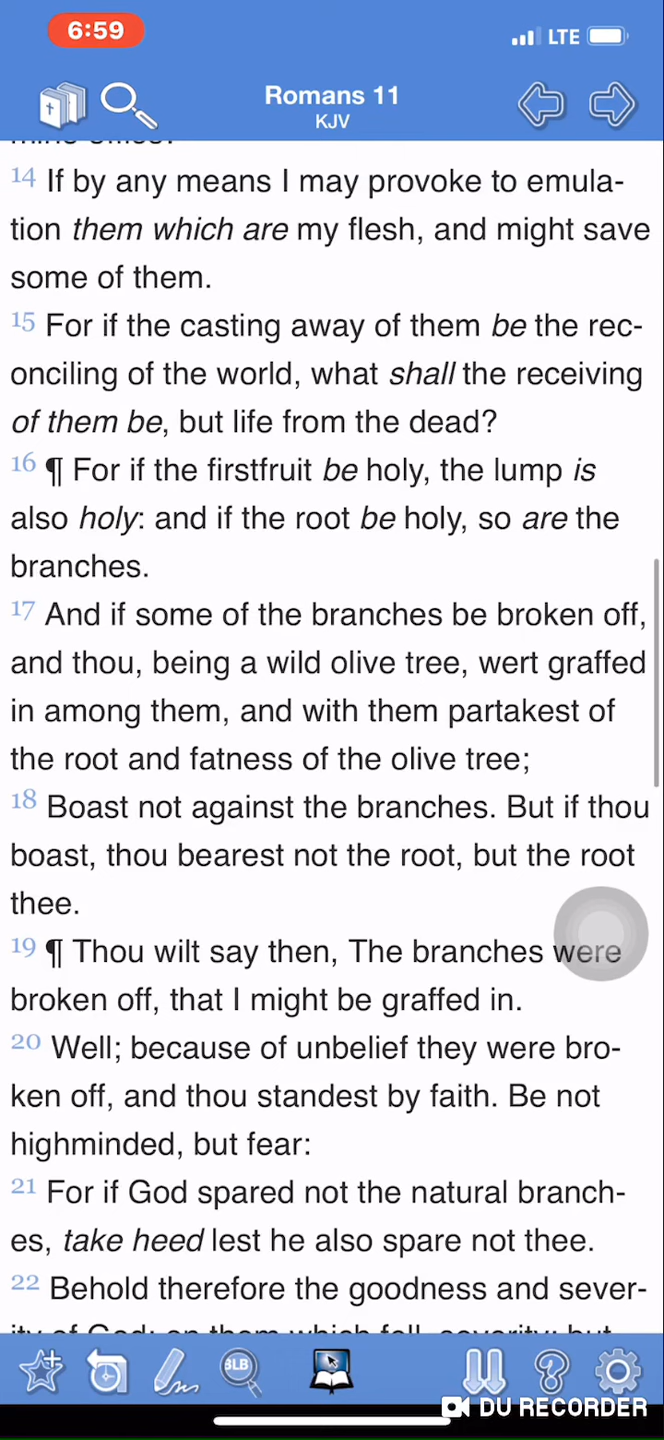 6:59
LTE
Romans 11
KJV
14 If by any means I may provoke to emula-
tion them which are my flesh, and might save
some of them.
15 For if the casting away of them be the rec-
onciling of the world, what shall the receiving
of them be, but life from the dead?
16 ¶ For if the firstfruit be holy, the lump is
also holy: and if the root be holy, so are the
branches.
17 And if some of the branches be broken off,
and thou, being a wild olive tree, wert graffed
in among them, and with them partakest of
the root and fatness of the olive tree;
18 Boast not against the branches. But if thou
boast, thou bearest not the root, but the root
thee.
19 ¶ Thou wilt say then, The branches were
broken off, that I might be graffed in.
20 Well; because of unbelief they were bro-
ken off, and thou standest by faith. Be not
highminded, but fear:
21 For if God spared not the natural branch-
es, take heed lest he also spare not thee.
22 Behold therefore the goodness and sever-
ity of God: on them which fell, severity; but
BLB
DU RECORDER